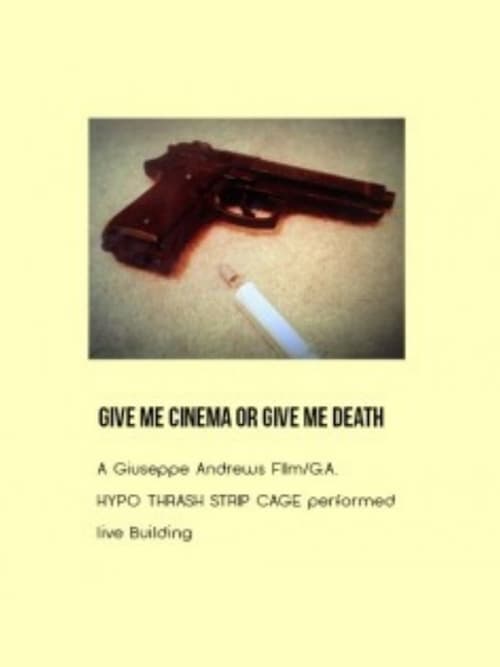 GIVE ME CINEMA OR GIVE ME DEATH
A Giuseppe Andrews Film/G.A.
HYPO THRASH STRIP CAGE performed
live Building